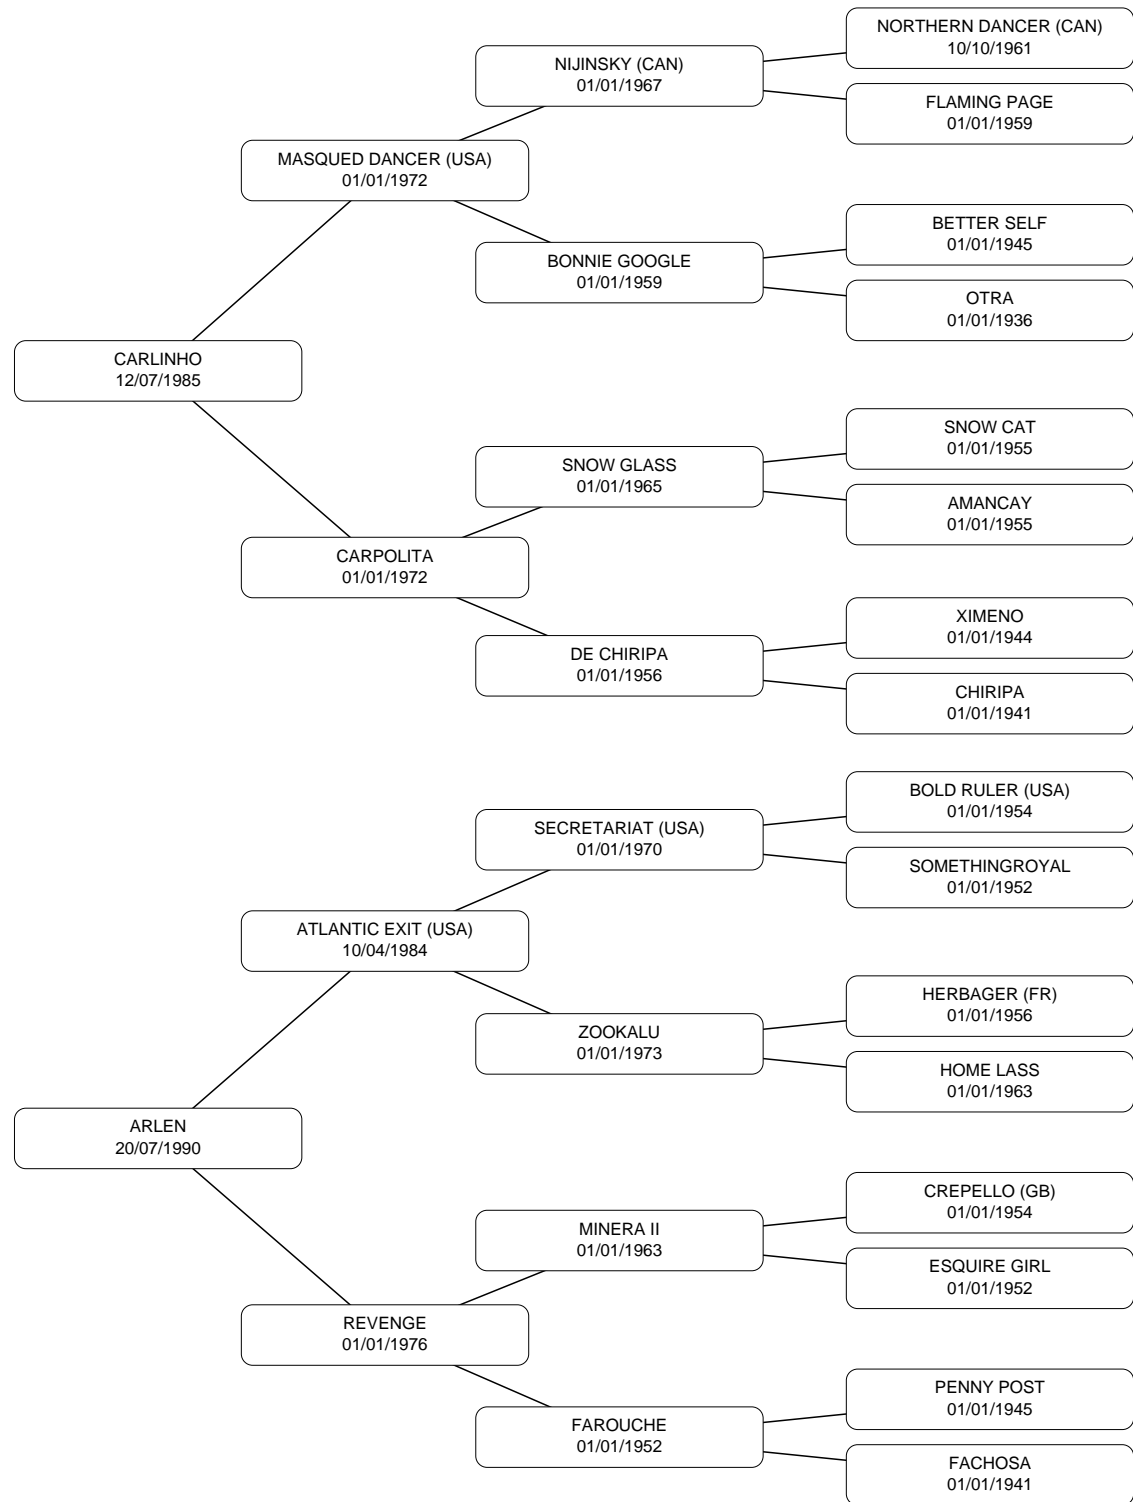 NORTHERN DANCER (CAN)
10/10/1961
NIJINSKY (CAN)
01/01/1967
FLAMING PAGE
01/01/1959
MASQUED DANCER (USA)
01/01/1972
BETTER SELF
01/01/1945
BONNIE GOOGLE
01/01/1959
OTRA
01/01/1936
CARLINHO
12/07/1985
SNOW CAT
01/01/1955
SNOW GLASS
01/01/1965
AMANCAY
01/01/1955
CARPOLITA
01/01/1972
XIMENO
01/01/1944
DE CHIRIPA
01/01/1956
CHIRIPA
01/01/1941
BOLD RULER (USA)
01/01/1954
SECRETARIAT (USA)
01/01/1970
SOMETHINGROYAL
01/01/1952
ATLANTIC EXIT (USA)
10/04/1984
HERBAGER (FR)
01/01/1956
ZOOKALU
01/01/1973
HOME LASS
01/01/1963
ARLEN
20/07/1990
CREPELLO (GB)
01/01/1954
MINERA II
01/01/1963
ESQUIRE GIRL
01/01/1952
REVENGE
01/01/1976
PENNY POST
01/01/1945
FAROUCHE
01/01/1952
FACHOSA
01/01/1941